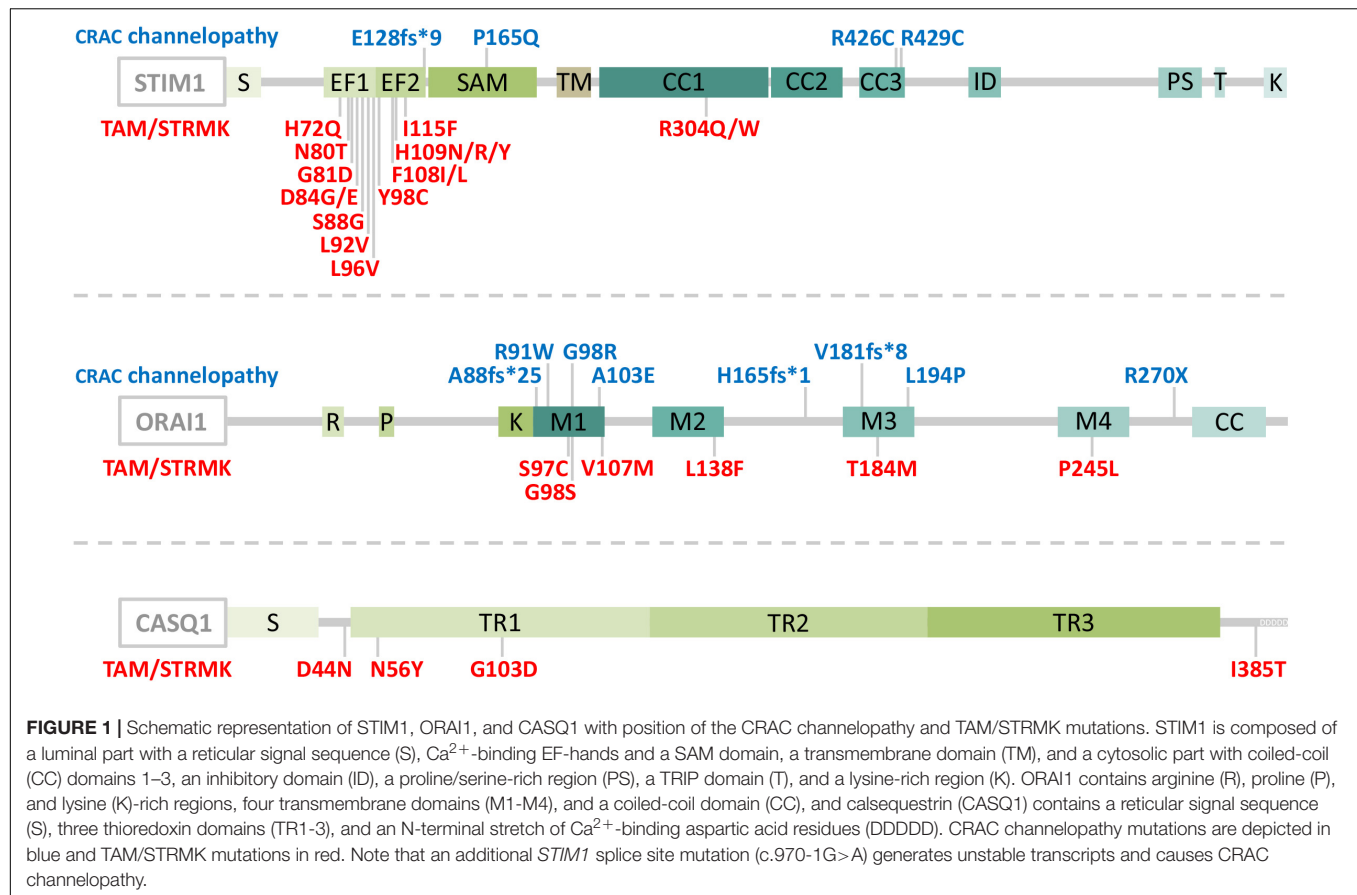 CRAC channelopathy E128fs*9 P165Q R426C R429C
STIM1 S EF1 EF2 SAM TM CC1 CC2 CC3 ID PS T K
TAM/STRMK H72Q I115F R304Q/W
N80T H109N/R/Y
G81D F108I/L
D84G/E Y98C
S88G
L92V
L96V
R91W G98R V181fs*8
CRAC channelopathy A88fs*25 A103E H165fs*1 L194P R270X
ORAI1 R P K M1 M2 M3 M4 CC
TAM/STRMK S97C V107M L138F T184M P245L
G98S
CASQ1 S TR1 TR2 TR3 DDDDD
TAM/STRMK D44N N56Y G103D I385T
FIGURE 1 | Schematic representation of STIM1, ORAI1, and CASQ1 with position of the CRAC channelopathy and TAM/STRMK mutations. STIM1 is composed of
a luminal part with a reticular signal sequence (S), Ca2+-binding EF-hands and a SAM domain, a transmembrane domain (TM), and a cytosolic part with coiled-coil
(CC) domains 1–3, an inhibitory domain (ID), a proline/serine-rich region (PS), a TRIP domain (T), and a lysine-rich region (K). ORAI1 contains arginine (R), proline (P),
and lysine (K)-rich regions, four transmembrane domains (M1-M4), and a coiled-coil domain (CC), and calsequestrin (CASQ1) contains a reticular signal sequence
(S), three thioredoxin domains (TR1-3), and an N-terminal stretch of Ca2+-binding aspartic acid residues (DDDDD). CRAC channelopathy mutations are depicted in
blue and TAM/STRMK mutations in red. Note that an additional STIM1 splice site mutation (c.970-1G>A) generates unstable transcripts and causes CRAC
channelopathy.